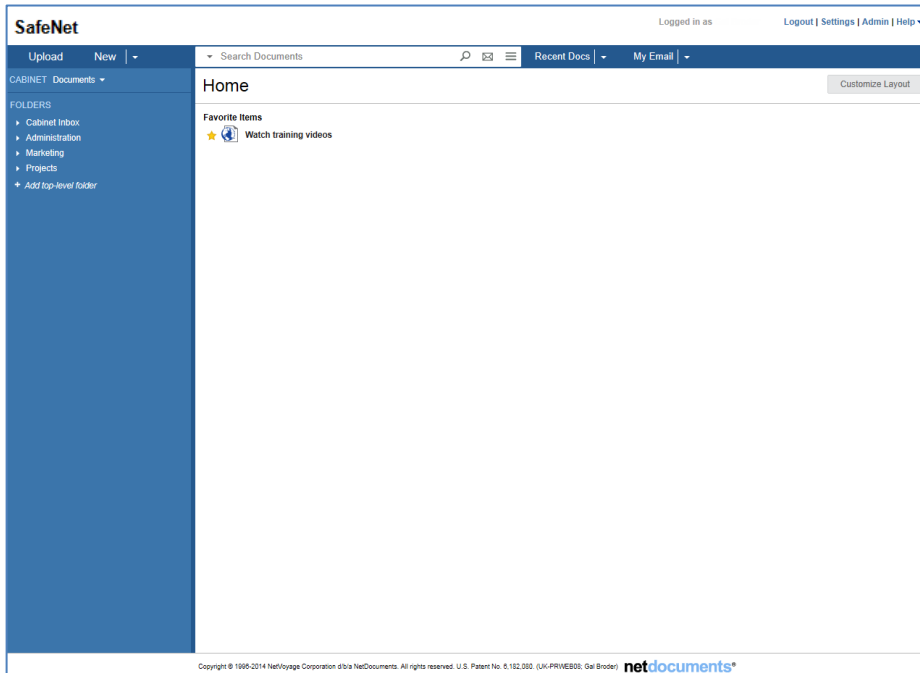 SafeNet
Logged in as
Logout | Settings | Admin | Help
Upload New
Search Documents
Recent Docs
My Email
CABINET Documents
Home
Customize Layout
FOLDERS
Cabinet Inbox
Administration
Marketing
Projects
+ Add top-level folder
Favorite Items
Watch training videos
Copyright © 1996-2014 NetVoyage Corporation d/b/a NetDocuments. All rights reserved. U.S. Patent No. 6,182,080. (UK-PRWEB08; Gal Broder) netdocuments®